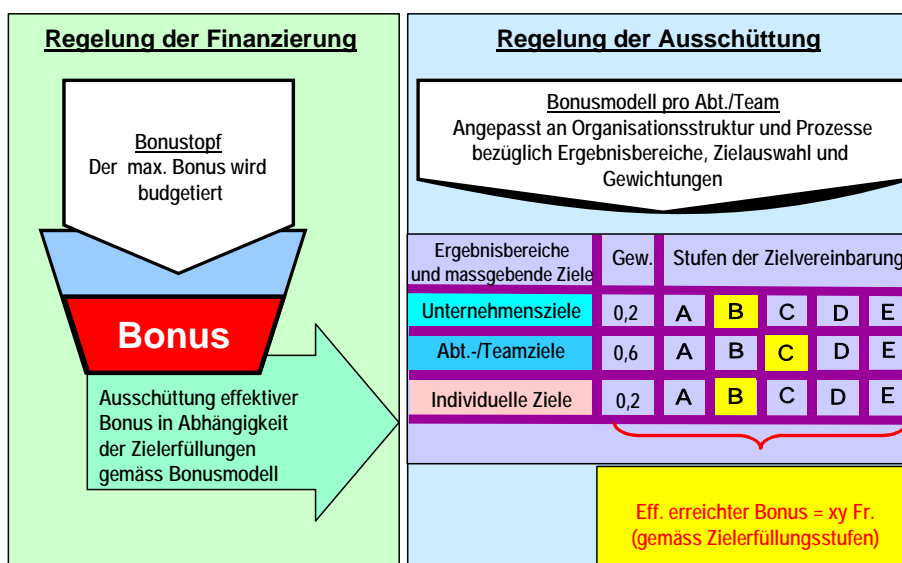 Regelung der Finanzierung
Bonustopf
Der max. Bonus wird
budgetiert
Bonus
Ausschüttung effektiver
Bonus in Abhängigkeit
der Zielerfüllungen
gemäss Bonusmodell
Regelung der Ausschüttung
Bonusmodell pro Abt./Team
Angepasst an Organisationsstruktur und Prozesse
bezüglich Ergebnisbereiche, Zielauswahl und
Gewichtungen
Ergebnisbereiche
und massgebende Ziele
Gew.
Stufen der Zielvereinbarung
Unternehmensziele 0,2 A B C D E
Abt.-/Teamziele 0,6 A B C D E
Individuelle Ziele 0,2 A B C D E
Eff. erreichter Bonus = xy Fr.
(gemäss Zielerfüllungsstufen)